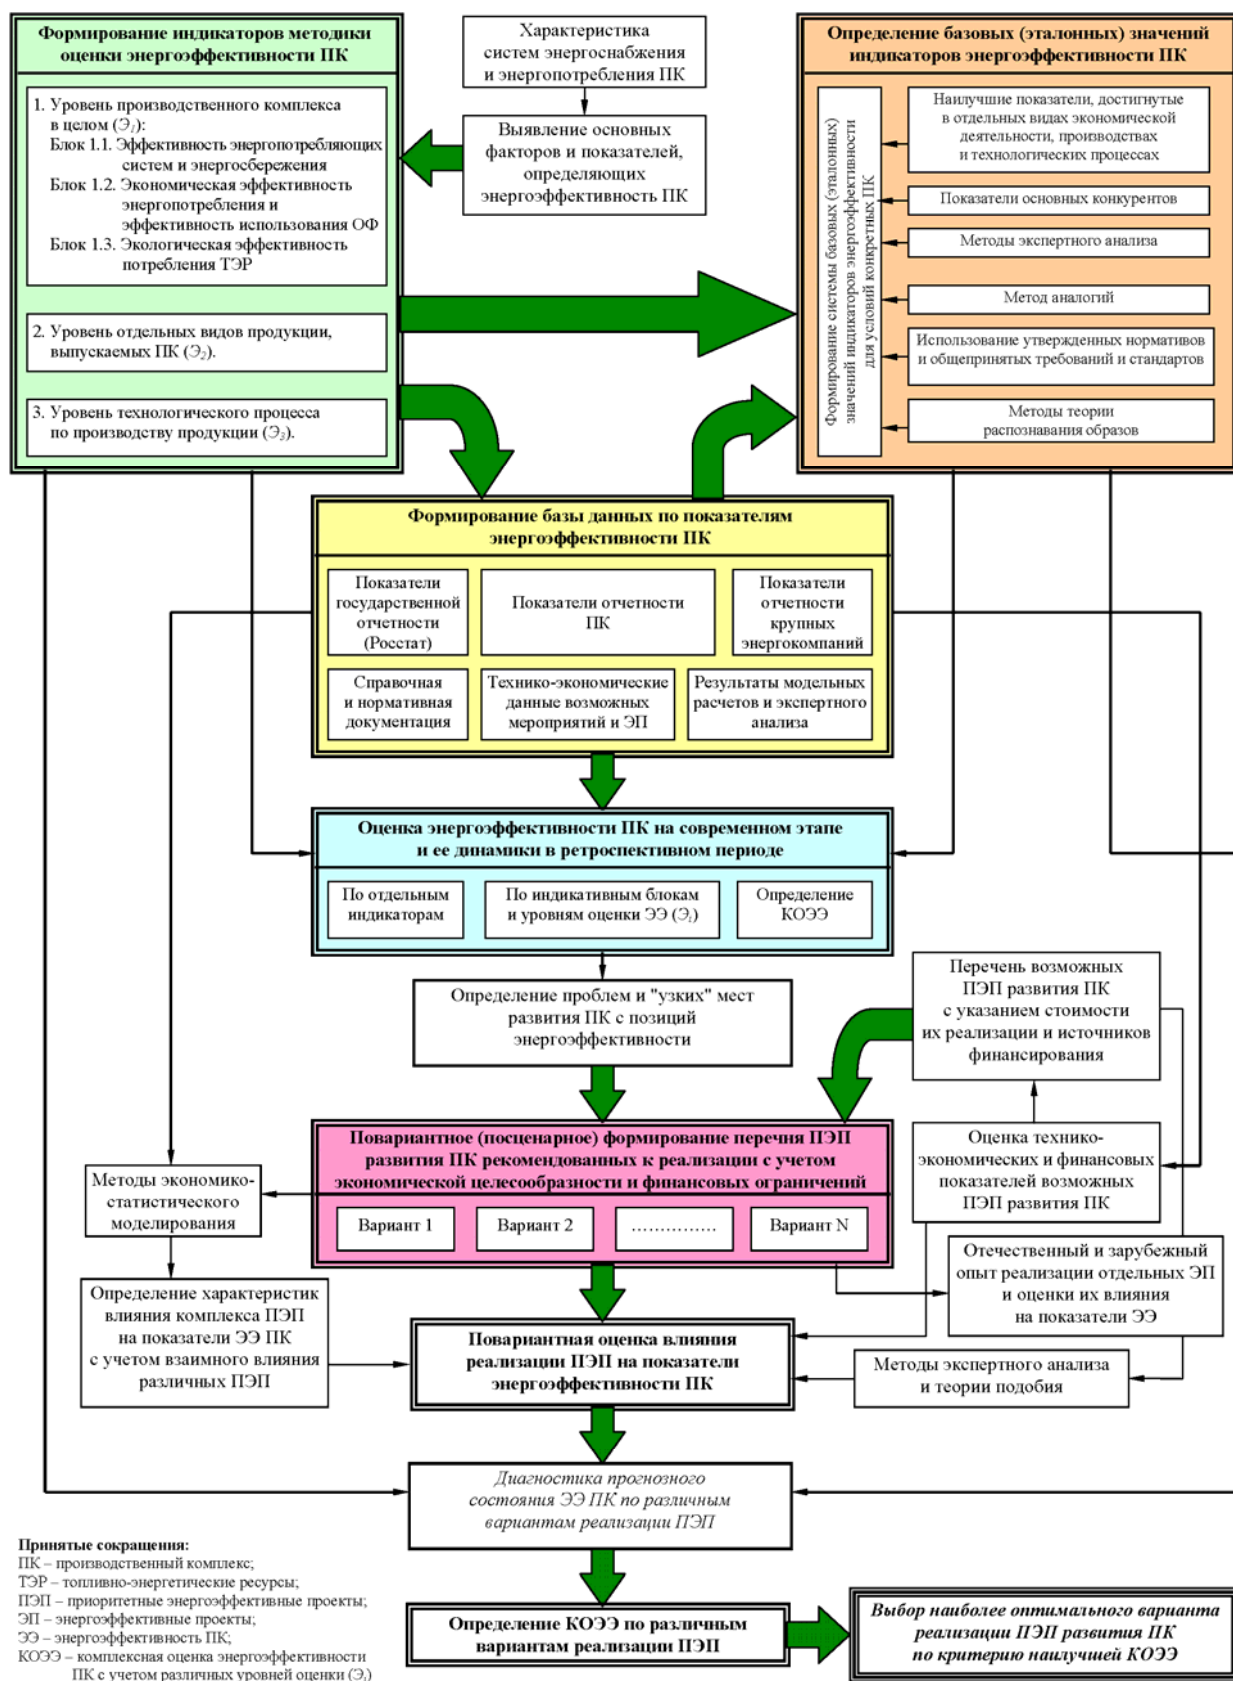 Формирование индикаторов методики
оценки энергоэффективности ПК
1. Уровень производственного комплекса
в целом (Э₁):
Блок 1.1. Эффективность энергопотребляющих
систем и энергосбережения
Блок 1.2. Экономическая эффективность
энергопотребления и
эффективность использования ОФ
Блок 1.3. Экологическая эффективность
потребления ТЭР
2. Уровень отдельных видов продукции,
выпускаемых ПК (Э₂).
3. Уровень технологического процесса
по производству продукции (Э₃).
Характеристика
систем энергоснабжения
и энергопотребления ПК
Выявление основных
факторов и показателей,
определяющих
энергоэффективность ПК
Определение базовых (эталонных) значений
индикаторов энергоэффективности ПК
Формирование системы базовых (эталонных)
значений индикаторов энергоэффективности
для условий конкретных ПК
Наилучшие показатели, достигнутые
в отдельных видах экономической
деятельности, производствах
и технологических процессах
Показатели основных конкурентов
Методы экспертного анализа
Метод аналогий
Использование утвержденных нормативов
и общепринятых требований и стандартов
Методы теории
распознавания образов
Формирование базы данных по показателям
энергоэффективности ПК
Показатели
государственной
отчетности
(Росстат)
Показатели отчетности
ПК
Показатели
отчетности
крупных
энергокомпаний
Справочная
и нормативная
документация
Технико-экономические
данные возможных
мероприятий и ЭП
Результаты модельных
расчетов и экспертного
анализа
Оценка энергоэффективности ПК на современном этапе
и ее динамики в ретроспективном периоде
По отдельным
индикаторам
По индикативным блокам
и уровням оценки ЭЭ (Эᵢ)
Определение
КОЭЭ
Определение проблем и "узких" мест
развития ПК с позиций
энергоэффективности
Перечень возможных
ПЭП развития ПК
с указанием стоимости
их реализации и источников
финансирования
Повариантное (посценарное) формирование перечня ПЭП
развития ПК рекомендованных к реализации с учетом
экономической целесообразности и финансовых ограничений
Вариант 1
Вариант 2
……………
Вариант N
Оценка технико-
экономических и финансовых
показателей возможных
ПЭП развития ПК
Методы экономико-
статистического
моделирования
Отечественный и зарубежный
опыт реализации отдельных ЭП
и оценки их влияния
на показатели ЭЭ
Определение характеристик
влияния комплекса ПЭП
на показатели ЭЭ ПК
с учетом взаимного влияния
различных ПЭП
Повариантная оценка влияния
реализации ПЭП на показатели
энергоэффективности ПК
Методы экспертного анализа
и теории подобия
Диагностика прогнозного
состояния ЭЭ ПК по различным
вариантам реализации ПЭП
Принятые сокращения:
ПК – производственный комплекс;
ТЭР – топливно-энергетические ресурсы;
ПЭП – приоритетные энергоэффективные проекты;
ЭП – энергоэффективные проекты;
ЭЭ – энергоэффективность ПК;
КОЭЭ – комплексная оценка энергоэффективности
ПК с учетом различных уровней оценки (Эᵢ)
Определение КОЭЭ по различным
вариантам реализации ПЭП
Выбор наиболее оптимального варианта
реализации ПЭП развития ПК
по критерию наилучшей КОЭЭ